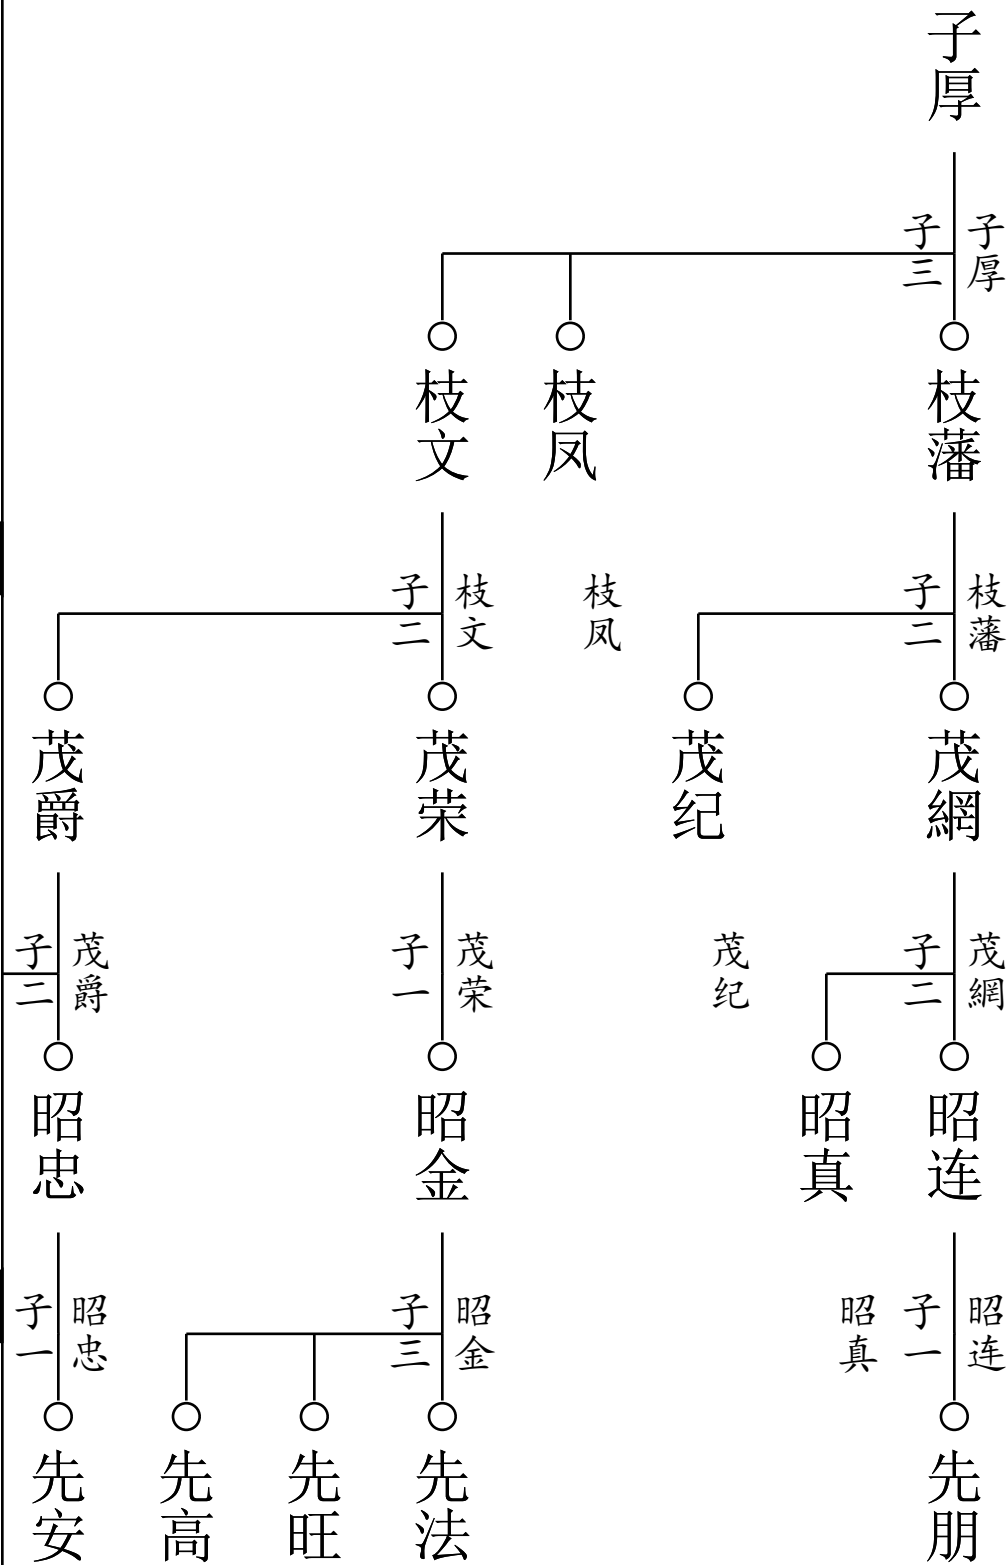 子厚
子厚
子三
枝藩
枝凤
枝文
枝藩
子二
枝凤
枝文
子二
茂網
茂纪
茂荣
茂爵
茂網
子二
茂纪
茂荣
子一
茂爵
子二
昭连
昭真
昭金
昭忠
昭连
子一
昭真
昭金
子三
昭忠
子一
先朋
先法
先旺
先高
先安